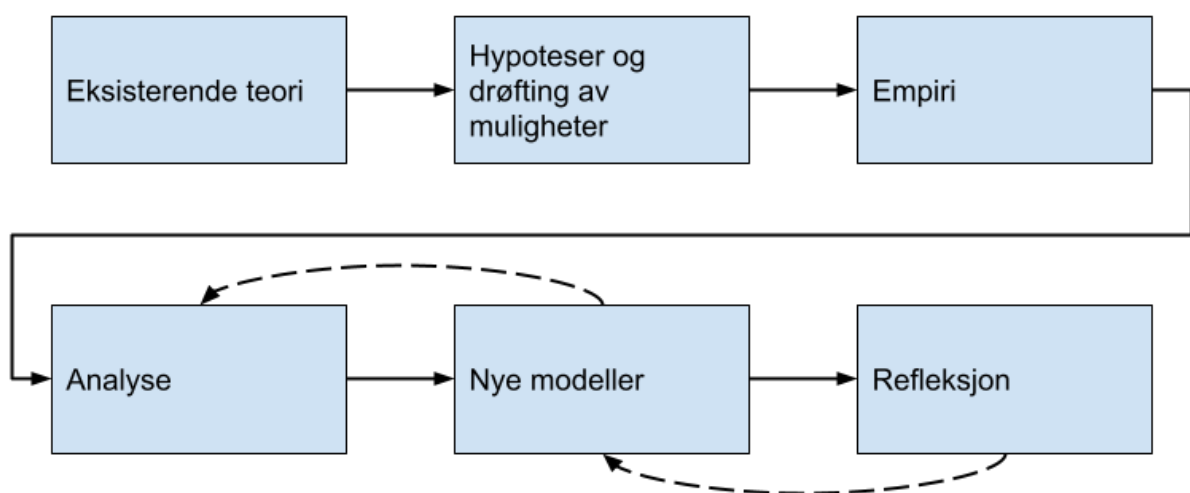 Eksisterende teori
Hypoteser og
drøfting av
muligheter
Empiri
Analyse
Nye modeller
Refleksjon